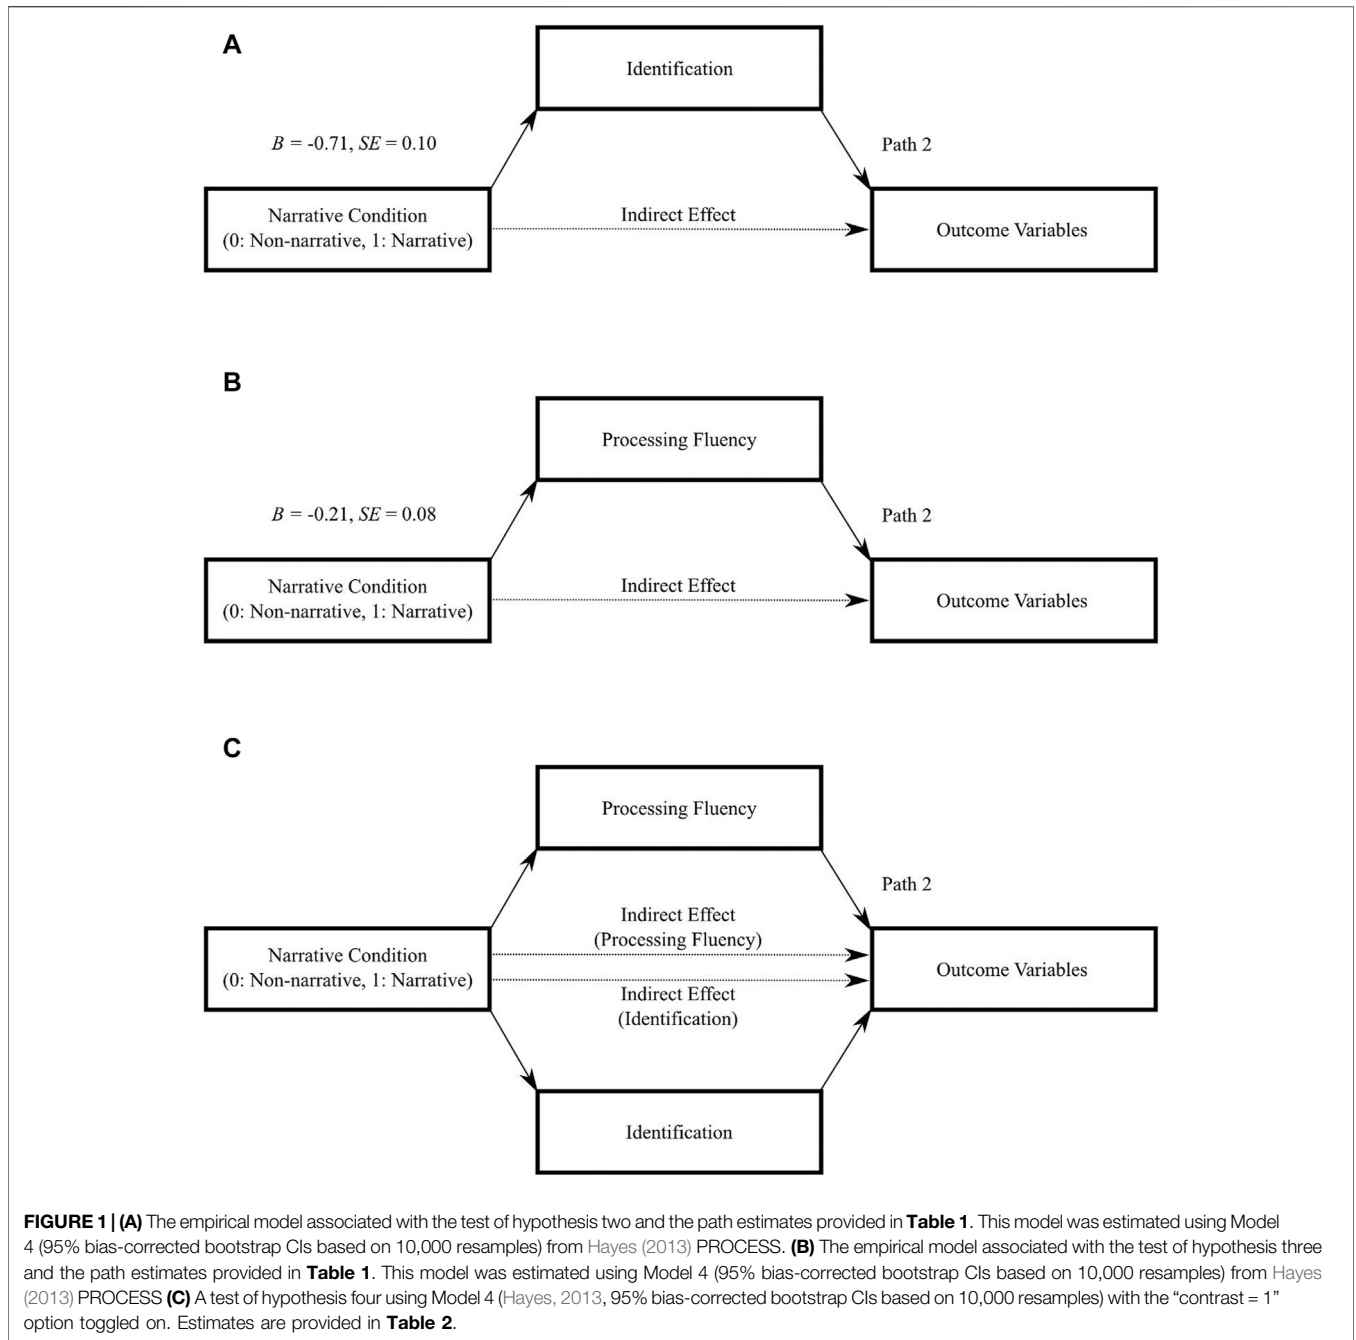 A
Identification
B = -0.71, SE = 0.10
Path 2
Narrative Condition
(0: Non-narrative, 1: Narrative)
Indirect Effect
Outcome Variables
B
Processing Fluency
B = -0.21, SE = 0.08
Path 2
Narrative Condition
(0: Non-narrative, 1: Narrative)
Indirect Effect
Outcome Variables
C
Processing Fluency
Path 2
Indirect Effect
(Processing Fluency)
Narrative Condition
(0: Non-narrative, 1: Narrative)
Outcome Variables
Indirect Effect
(Identification)
Identification
FIGURE 1 | (A) The empirical model associated with the test of hypothesis two and the path estimates provided in Table 1. This model was estimated using Model
4 (95% bias-corrected bootstrap CIs based on 10,000 resamples) from Hayes (2013) PROCESS. (B) The empirical model associated with the test of hypothesis three
and the path estimates provided in Table 1. This model was estimated using Model 4 (95% bias-corrected bootstrap CIs based on 10,000 resamples) from Hayes
(2013) PROCESS (C) A test of hypothesis four using Model 4 (Hayes, 2013, 95% bias-corrected bootstrap CIs based on 10,000 resamples) with the “contrast = 1”
option toggled on. Estimates are provided in Table 2.